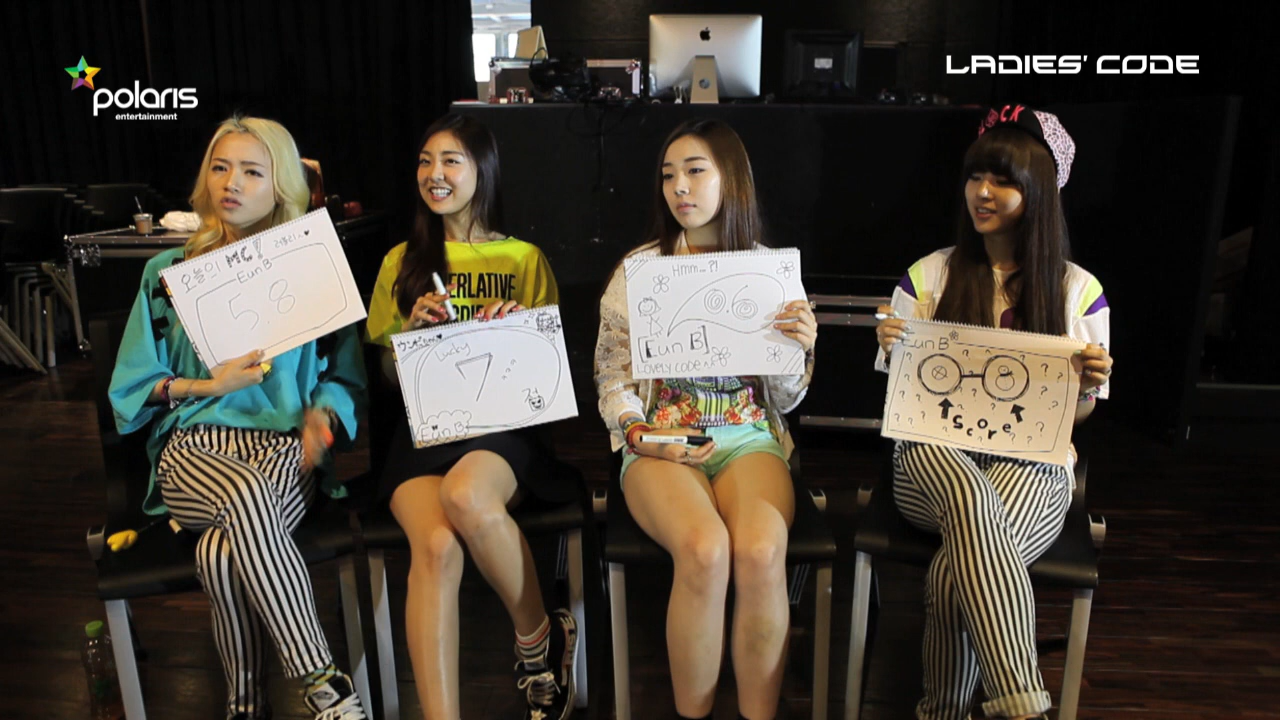 polaris
entertainment
LADIES' CODE
오늘의 MC!
EunB
5.8
ERLATIVE
Lucky
7...
EunB
Hmm...?!
0.6
[EunB]
LOVELY CODE
EunB
Score